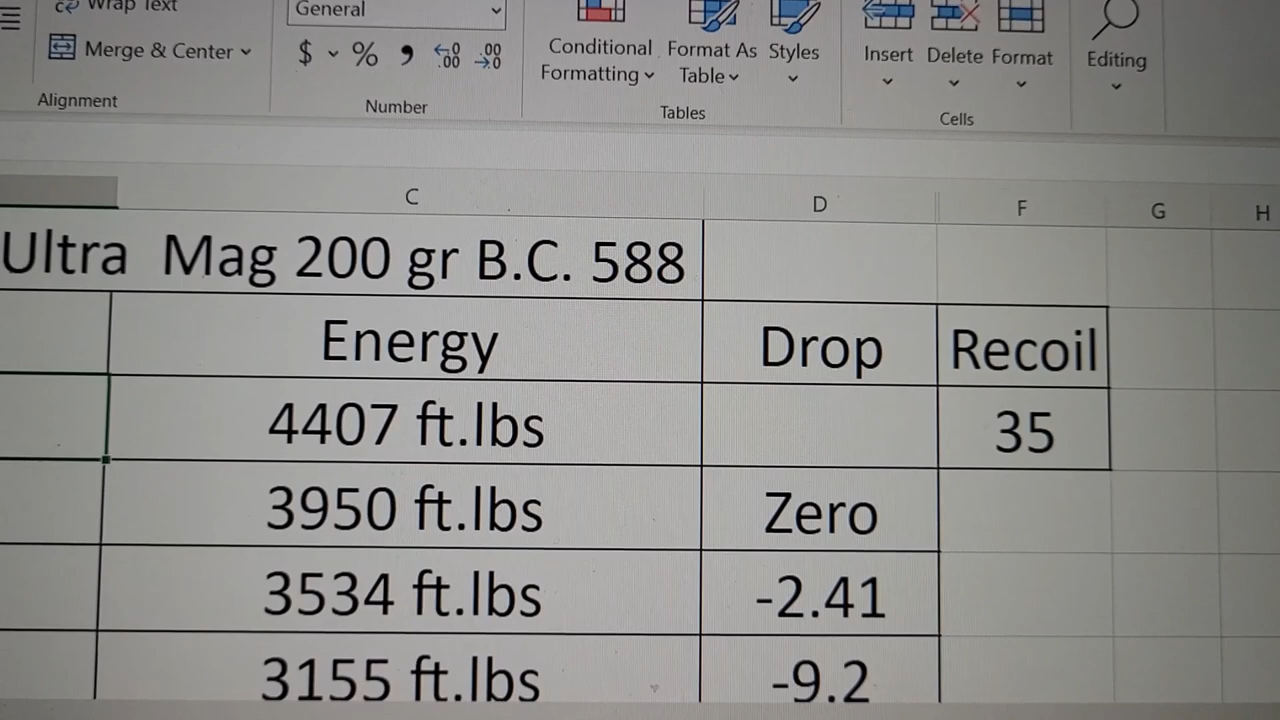 Wrap Text
General
Merge & Center
$ % , .00 .00
Conditional Formatting
Format As Table
Styles
Insert
Delete
Format
Editing
Alignment
Number
Tables
Cells
C D F G H
Ultra Mag 200 gr B.C. 588
Energy Drop Recoil
4407 ft.lbs 35
3950 ft.lbs Zero
3534 ft.lbs -2.41
3155 ft.lbs -9.2